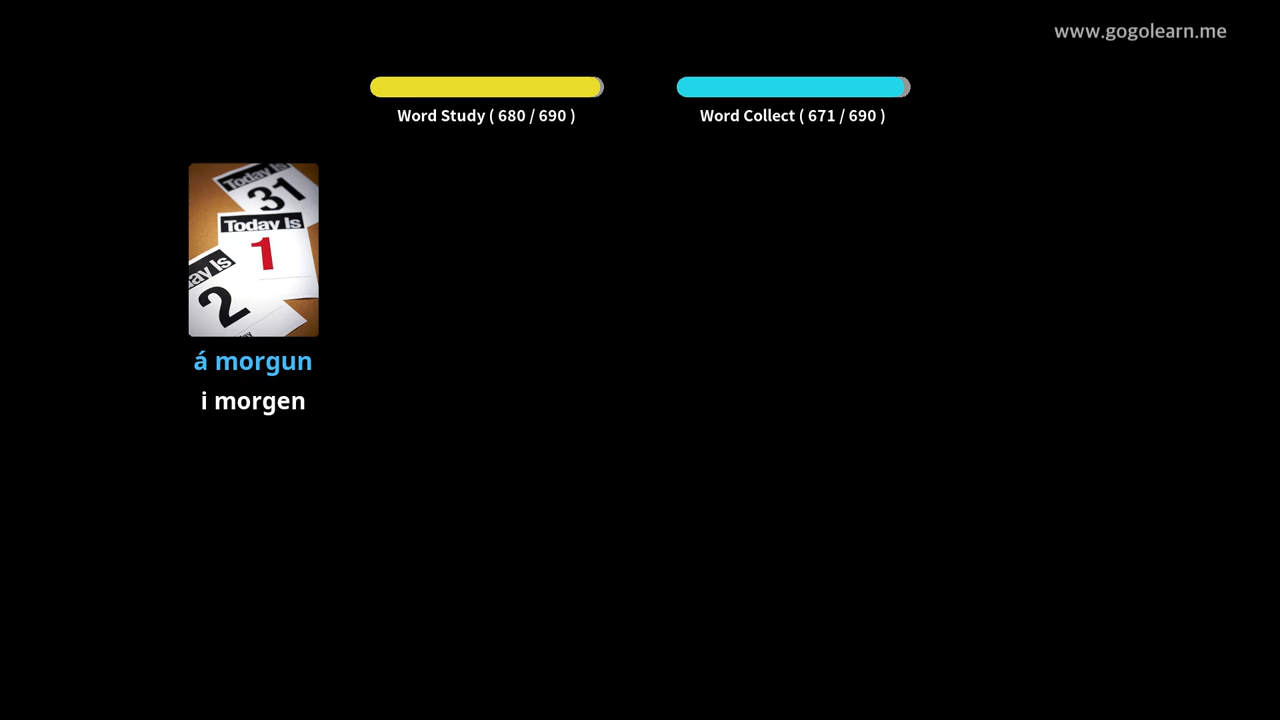 www.gogolearn.me
Word Study ( 680 / 690 )
Word Collect ( 671 / 690 )
Today Is
31
Today Is
1
ay Is
2
á morgun
i morgen